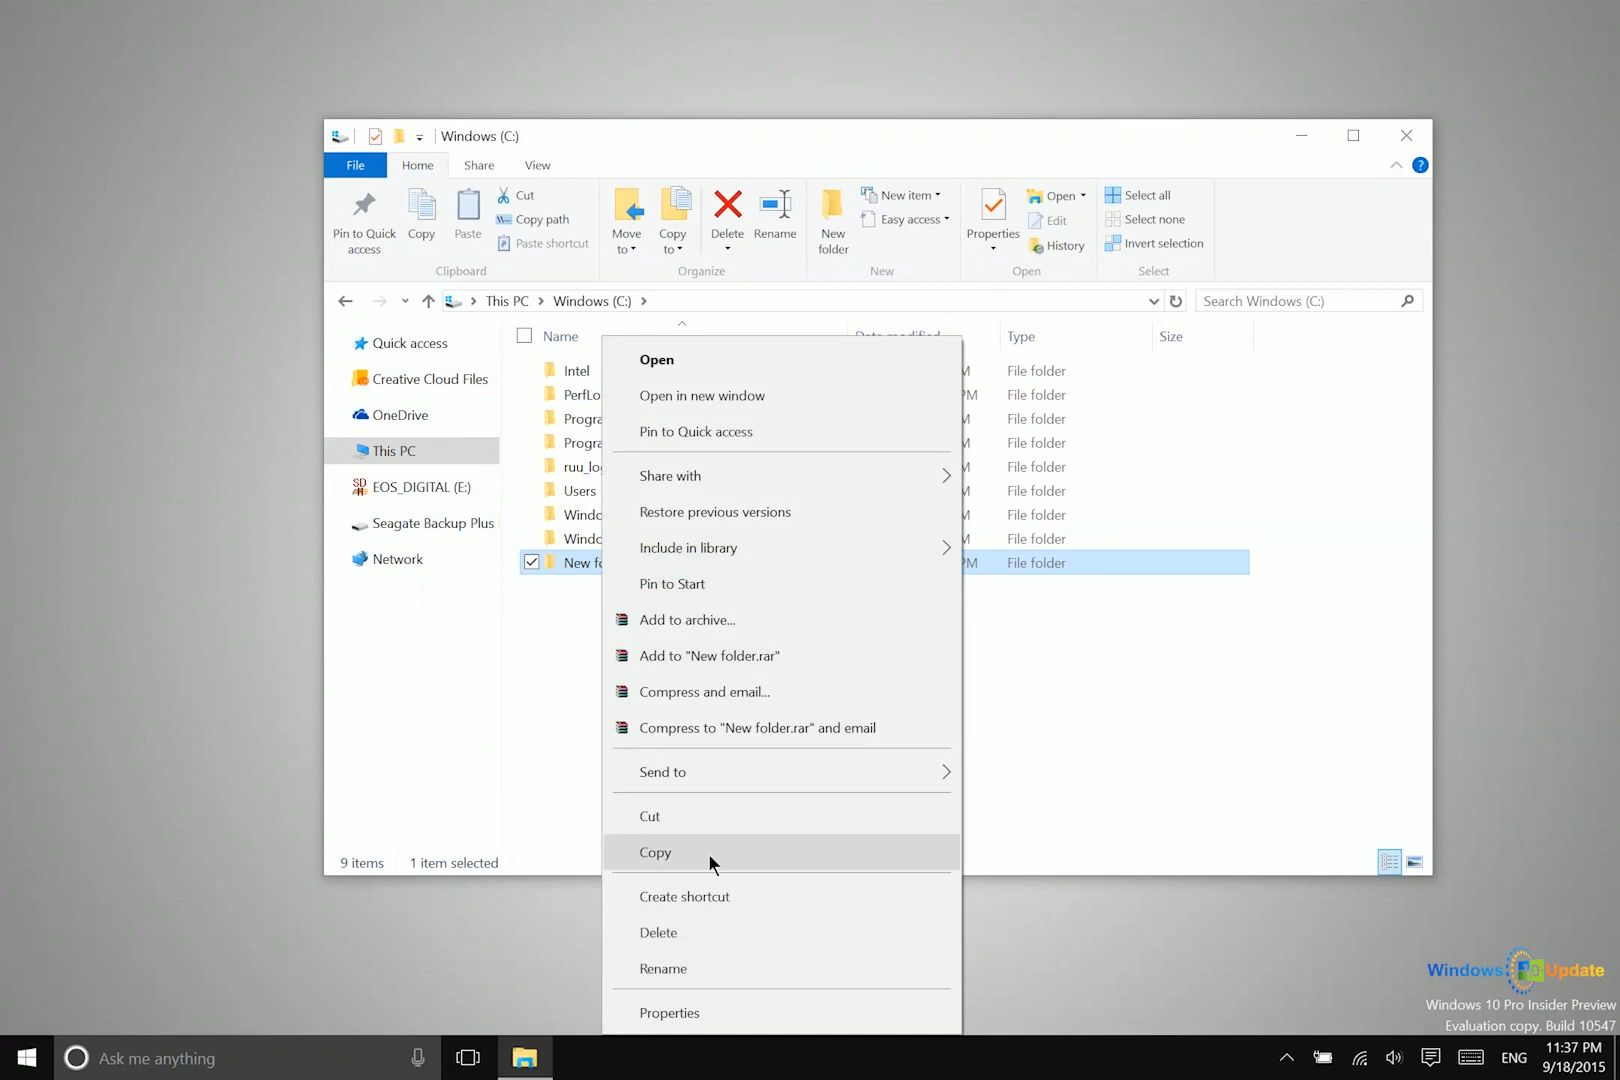 Windows (C:)
File Home Share View
Pin to Quick access
Copy
Paste
Cut
Copy path
Paste shortcut
Clipboard
Move to
Copy to
Delete
Rename
Organize
New folder
New item
Easy access
New
Properties
Open
Edit
History
Open
Select all
Select none
Invert selection
Select
This PC Windows (C:)
Search Windows (C:)
Quick access
Creative Cloud Files
OneDrive
This PC
SD
EOS_DIGITAL (E:)
Seagate Backup Plus
Network
Name Type Size
Intel File folder
File folder
File folder
File folder
File folder
Users File folder
File folder
File folder
New PM File folder
Open
Open in new window
Pin to Quick access
Share with
Restore previous versions
Include in library
Pin to Start
Add to archive...
Add to "New folder.rar"
Compress and email...
Compress to "New folder.rar" and email
Send to
Cut
Copy
Create shortcut
Delete
Rename
Properties
9 items 1 item selected
Windows 10 Update
Windows 10 Pro Insider Preview
Evaluation copy. Build 10547
Ask me anything
ENG
11:37 PM
9/18/2015